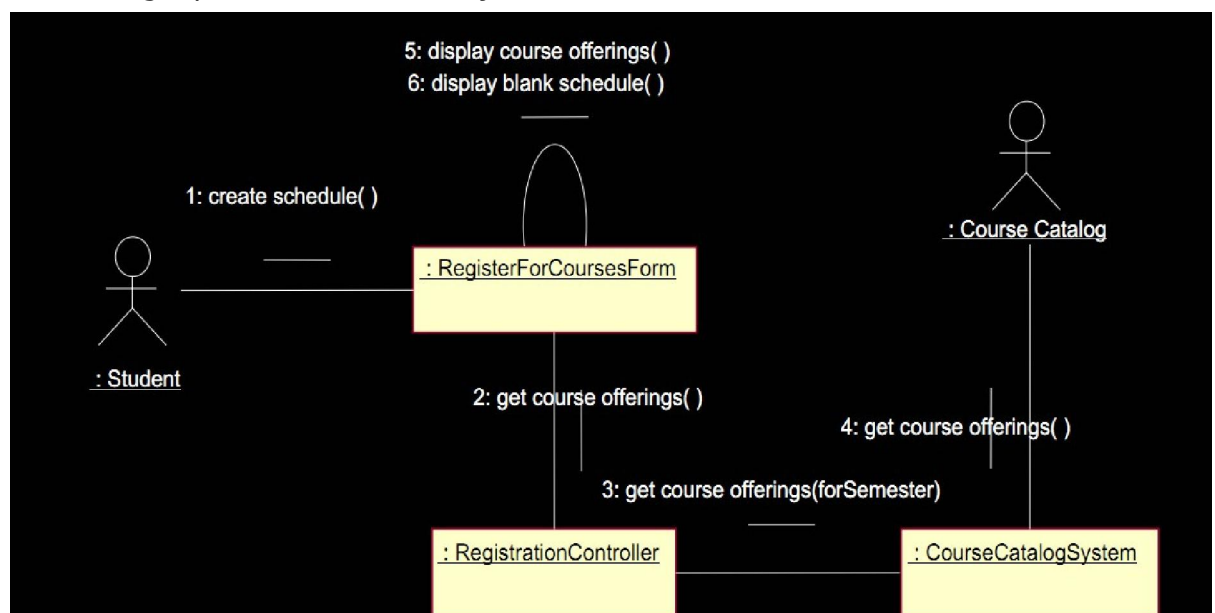 5: display course offerings( )
6: display blank schedule( )
1: create schedule( )
: Course Catalog
: RegisterForCoursesForm
: Student
2: get course offerings( )
4: get course offerings( )
3: get course offerings(forSemester)
: RegistrationController
: CourseCatalogSystem